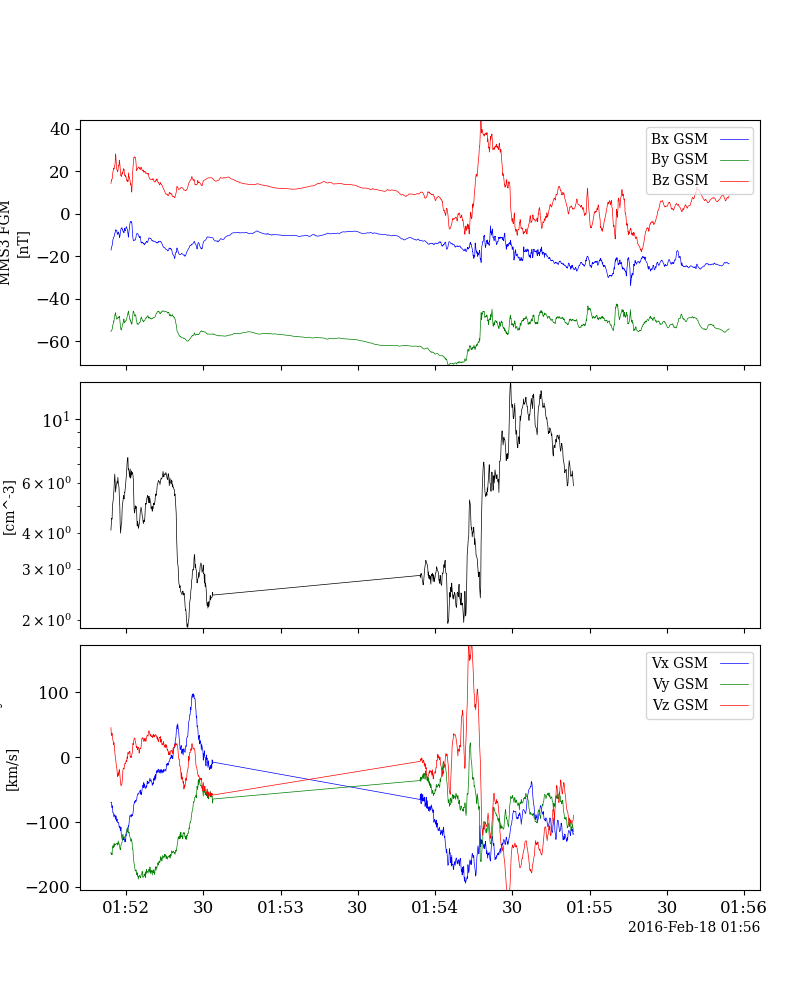 40
20
0
−20
−40
−60
MMS3 FGM
[nT]
Bx GSM
By GSM
Bz GSM
10^1
6 × 10^0
4 × 10^0
3 × 10^0
2 × 10^0
[cm^-3]
100
0
−100
−200
[km/s]
Vx GSM
Vy GSM
Vz GSM
01:52 30 01:53 30 01:54 30 01:55 30 01:56
2016-Feb-18 01:56